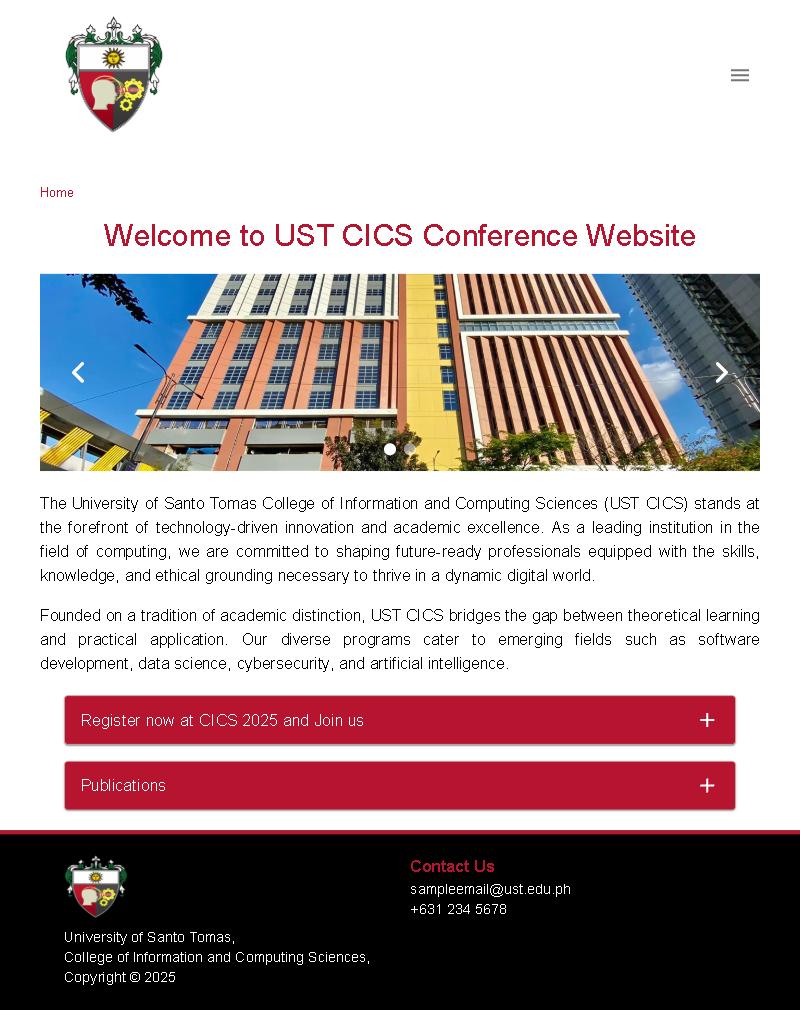 Home
Welcome to UST CICS Conference Website
The University of Santo Tomas College of Information and Computing Sciences (UST CICS) stands at
the forefront of technology-driven innovation and academic excellence. As a leading institution in the
field of computing, we are committed to shaping future-ready professionals equipped with the skills,
knowledge, and ethical grounding necessary to thrive in a dynamic digital world.
Founded on a tradition of academic distinction, UST CICS bridges the gap between theoretical learning
and practical application. Our diverse programs cater to emerging fields such as software
development, data science, cybersecurity, and artificial intelligence.
Register now at CICS 2025 and Join us
Publications
University of Santo Tomas,
College of Information and Computing Sciences,
Copyright © 2025
Contact Us
sampleemail@ust.edu.ph
+631 234 5678